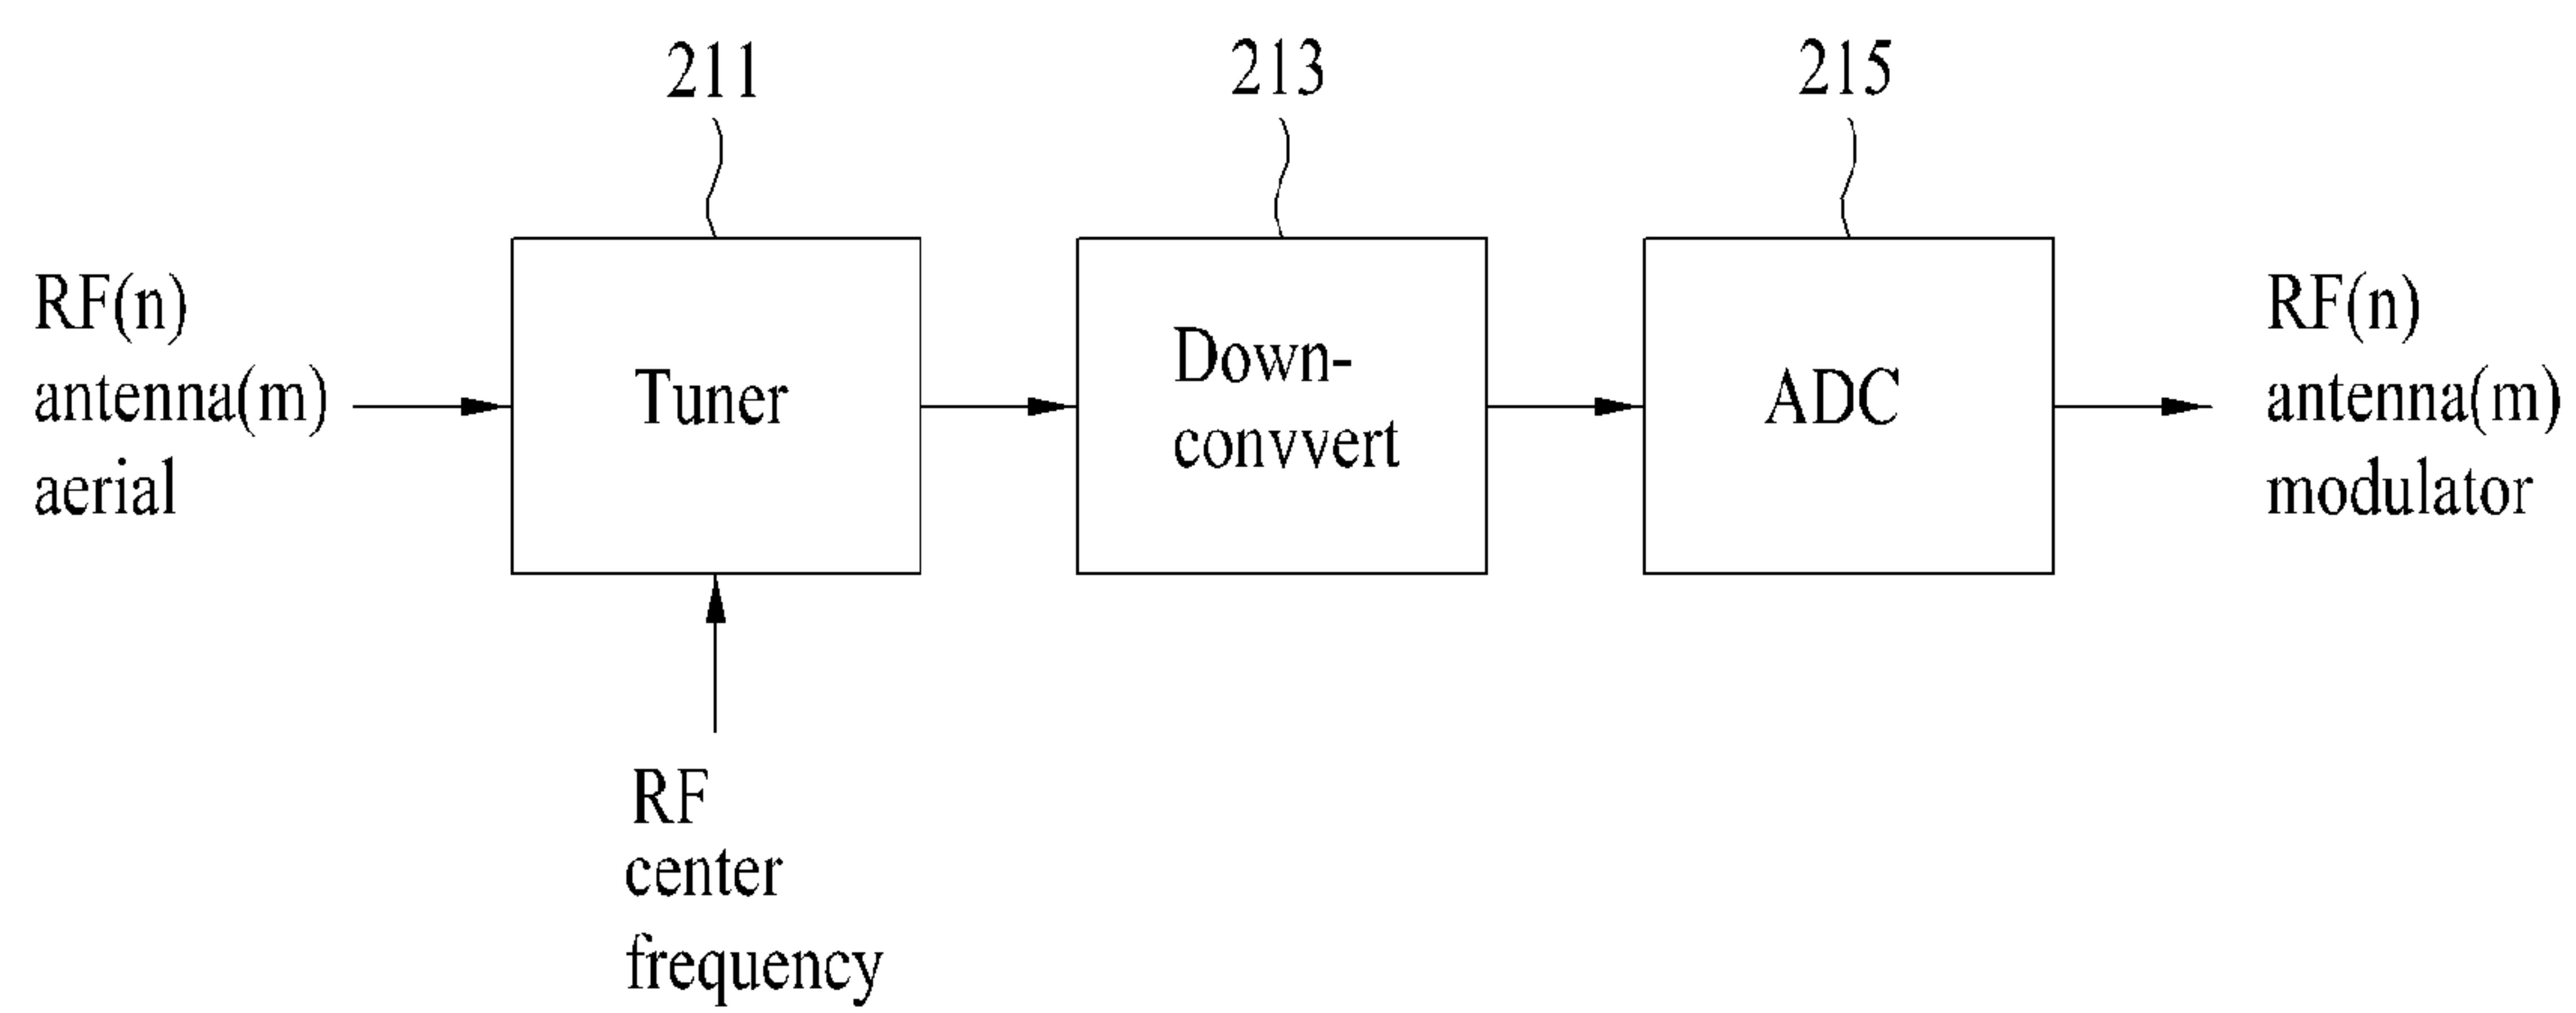 211
213
215
RF(n)
antenna(m)
aerial
Tuner
Down-
convvert
ADC
RF(n)
antenna(m)
modulator
RF
center
frequency